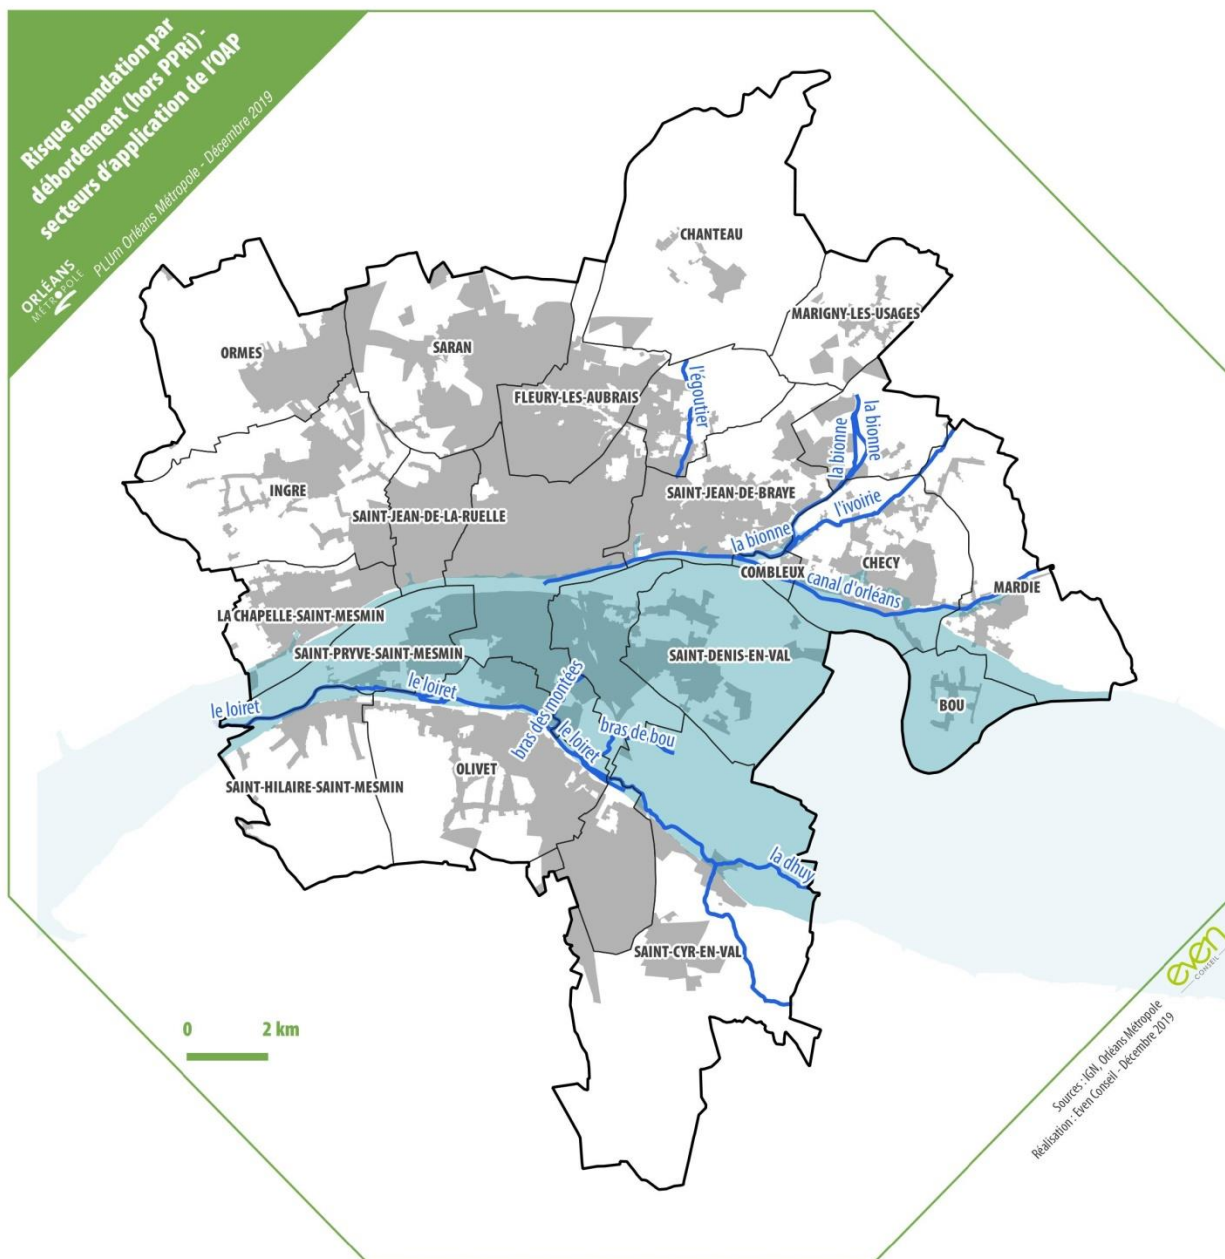 Risque inondation par
débordement (hors PPRi) -
secteurs d'application de l'OAP
PLUm Orléans Métropole - Décembre 2019
ORLÉANS
MÉTROPOLE
CHANTEAU
MARIGNY-LES-USAGES
ORMES
SARAN
FLEURY-LES-AUBRAIS
l'égoutier
la bionne
la bionne
INGRE
SAINT-JEAN-DE-LA-RUELLE
SAINT-JEAN-DE-BRAYE
l'ivoirie
la bionne
COMBLEUX
CHECY
canal d'orléans
MARDIE
LA CHAPELLE-SAINT-MESMIN
SAINT-PRYVE-SAINT-MESMIN
SAINT-DENIS-EN-VAL
le loiret
le loiret
bras des montées
le loiret
bras de bou
BOU
SAINT-HILAIRE-SAINT-MESMIN
OLIVET
la dhuy
SAINT-CYR-EN-VAL
0 2 km
even
CONSEIL
Sources : IGN, Orléans Métropole
Réalisation : Even Conseil - Décembre 2019